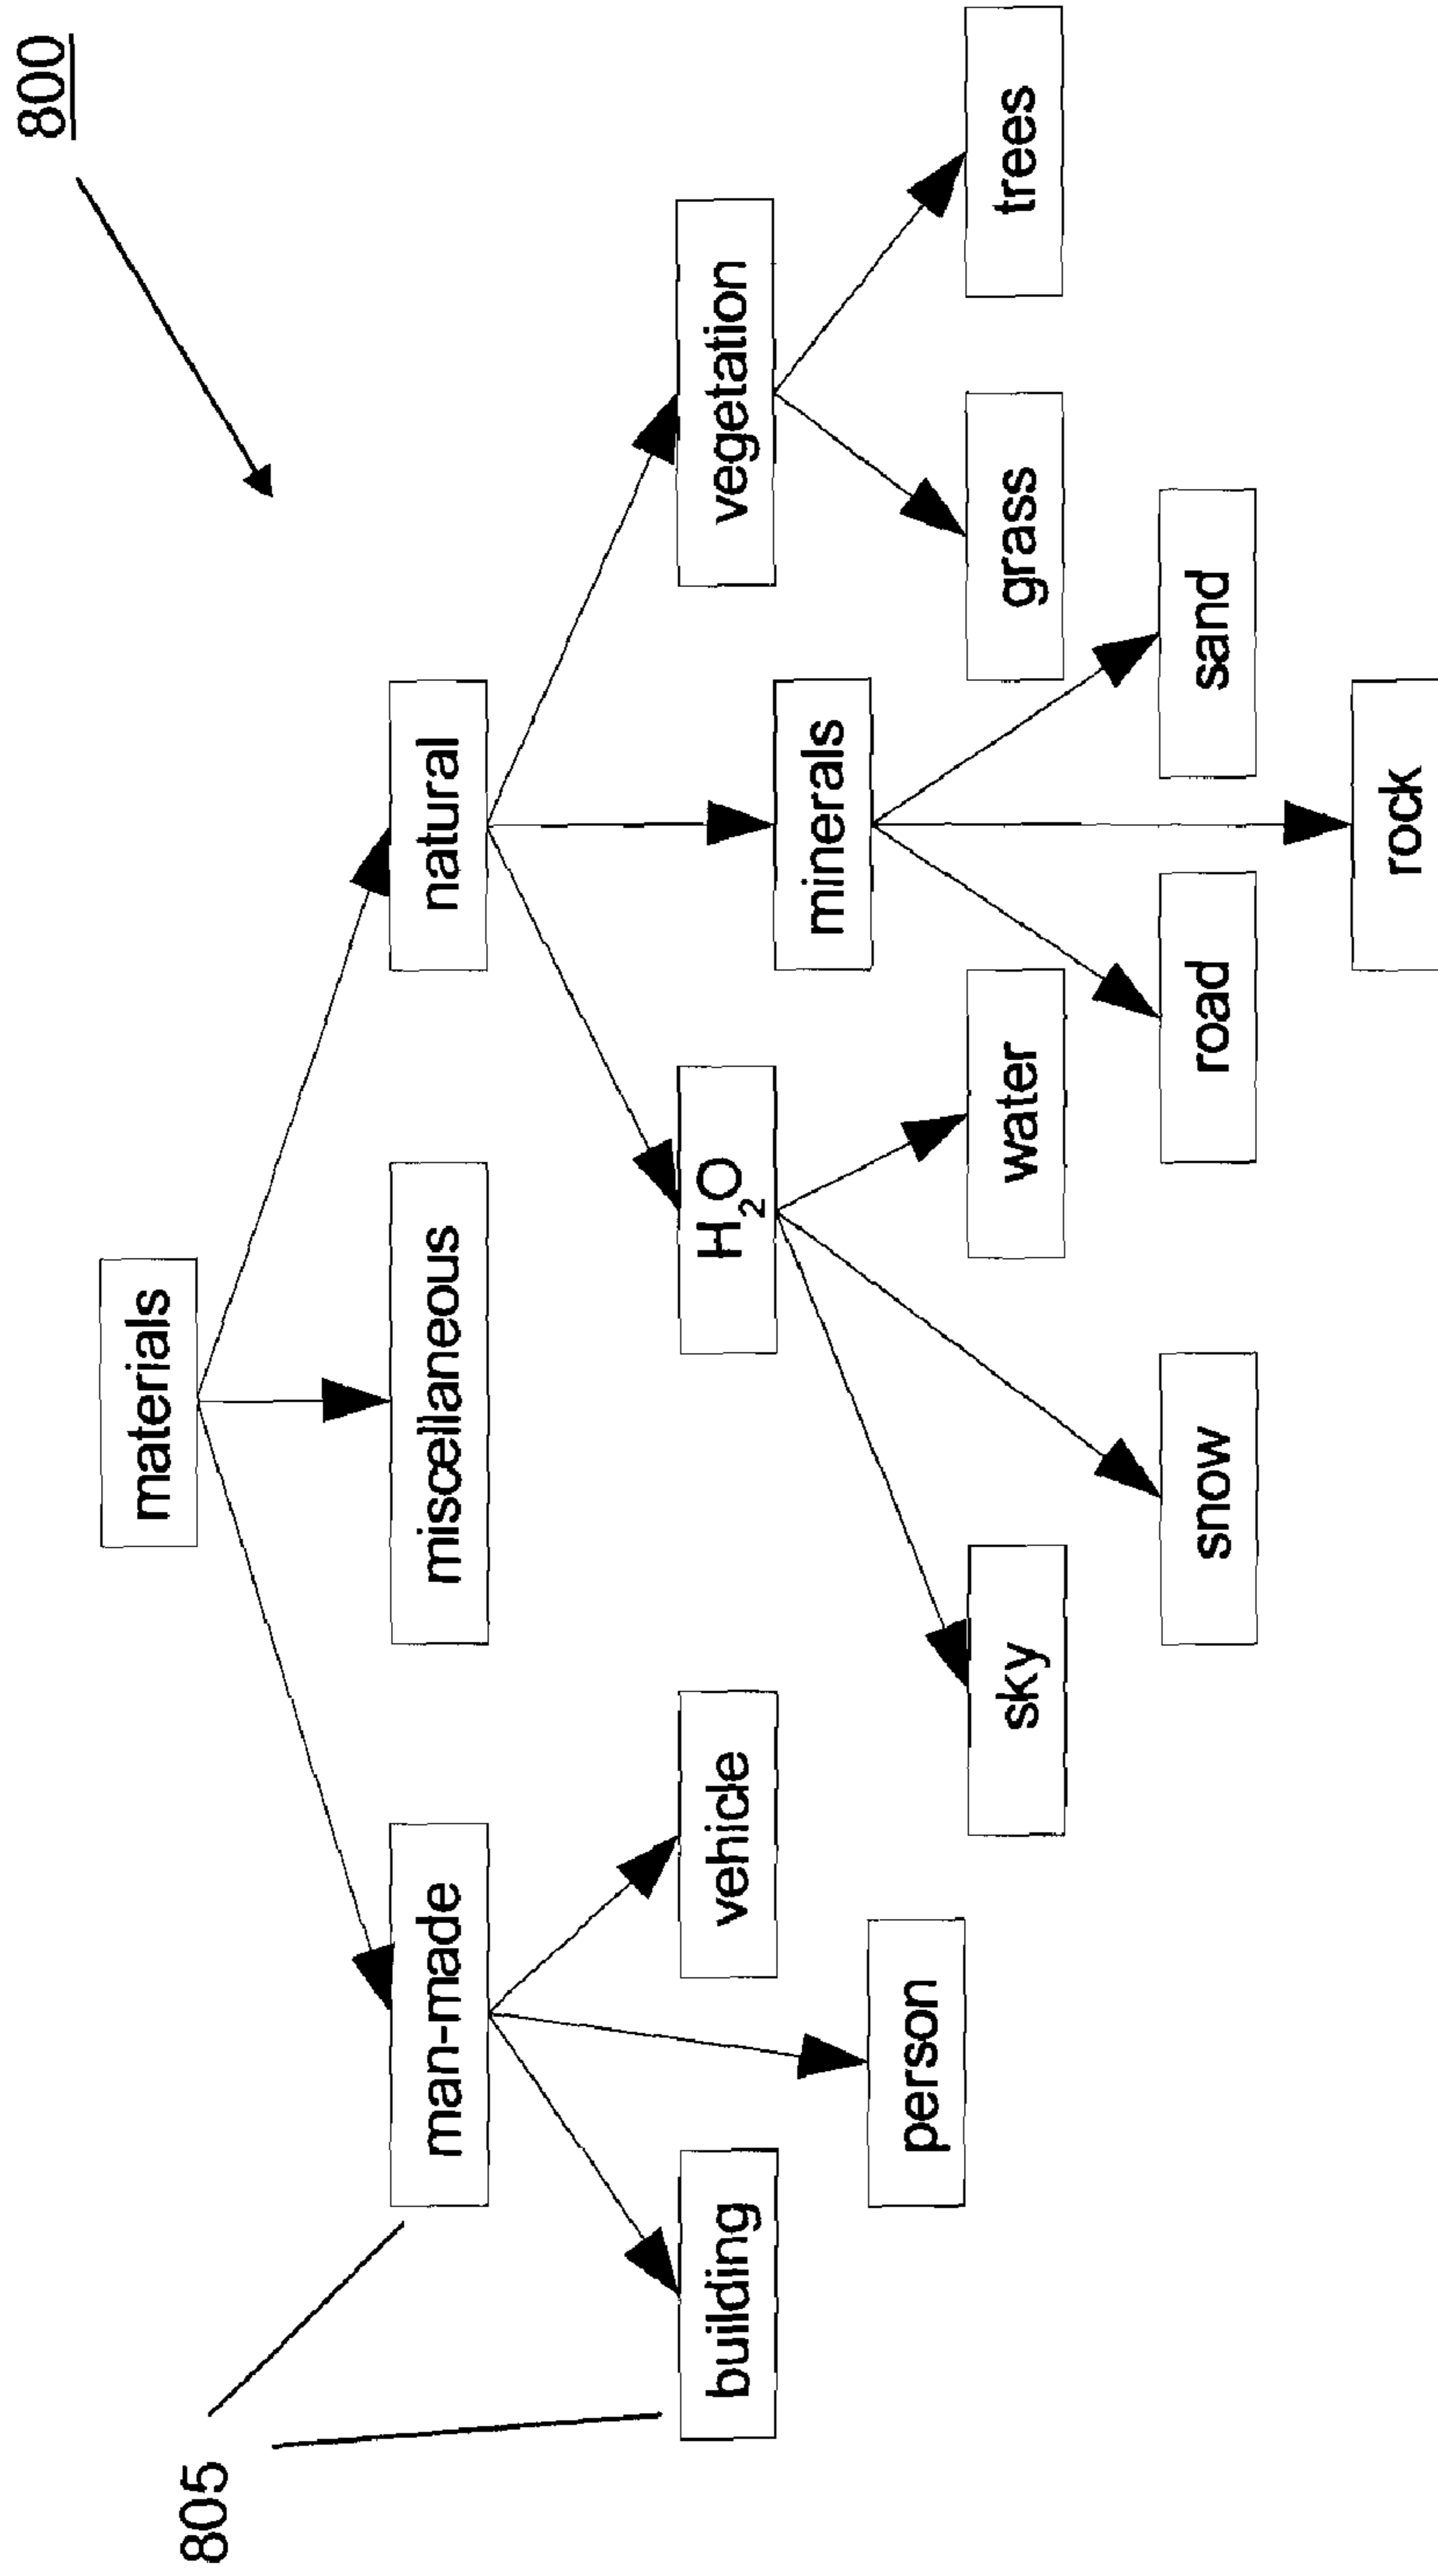 800
materials
805
man-made
miscellaneous
natural
building
vehicle
H₂O
vegetation
person
minerals
sky
water
grass
trees
snow
road
sand
rock